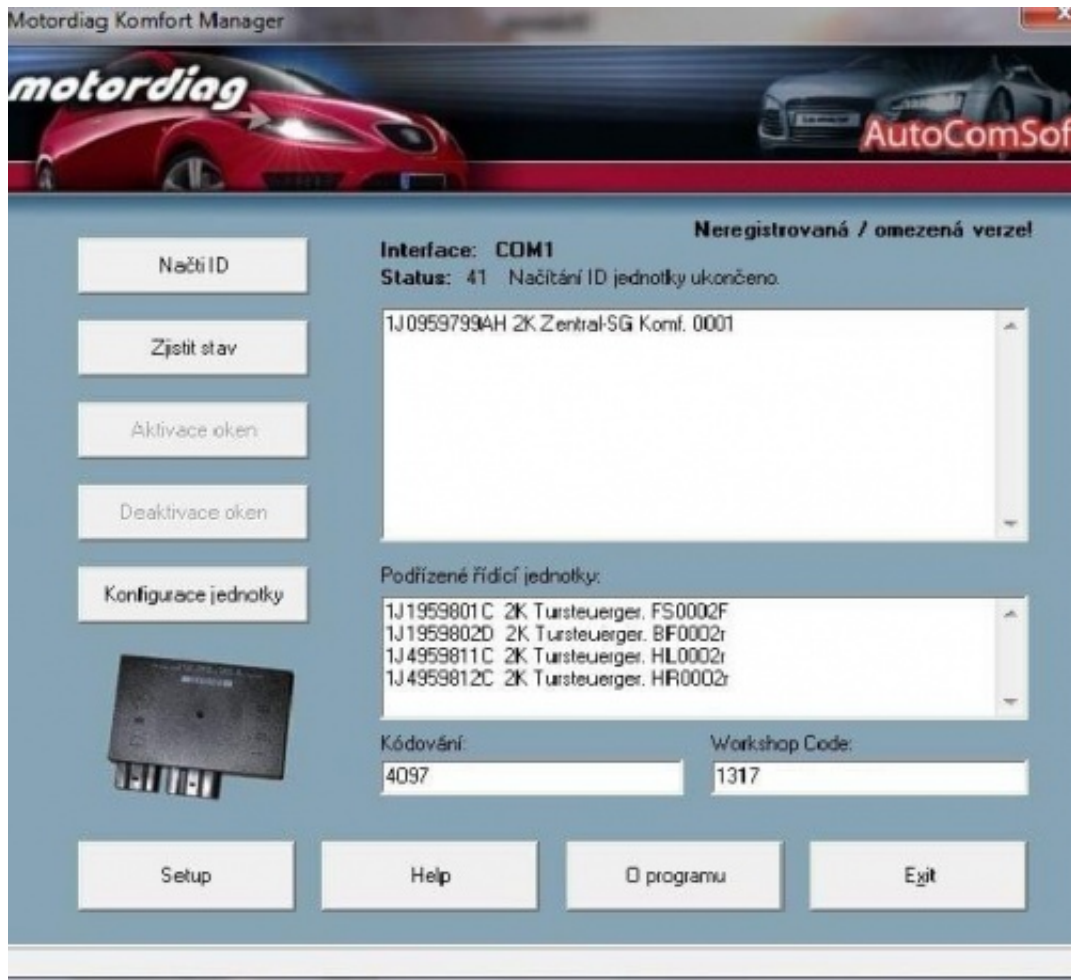 Motordiag Komfort Manager
motordiag
AutoComSof
Neregistrovaná / omezená verze!
Interface: COM1
Status: 41 Načítání ID jednotky ukončeno.
Načti ID
Zjistit stav
Aktivace oken
Deaktivace oken
Konfigurace jednotky
1J0959799AH 2K Zentral-SG Komf. 0001
Podřízené řídící jednotky:
1J1959801C 2K Tursteuerger. FS0002F
1J1959802D 2K Tursteuerger. BF0002r
1J4959811C 2K Tursteuerger. HL0002r
1J4959812C 2K Tursteuerger. HR0002r
Kódování:
Workshop Code:
4097
1317
Setup
Help
O programu
Exit